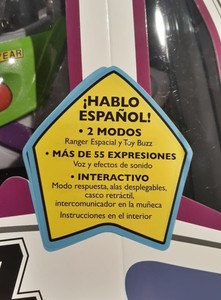 EAR
¡HABLO
ESPAÑOL!
• 2 MODOS
Ranger Espacial y Toy Buzz
• MÁS DE 55 EXPRESIONES
Voz y efectos de sonido
• INTERACTIVO
Modo respuesta, alas desplegables,
casco retráctil,
intercomunicador en la muñeca
Instrucciones en el interior